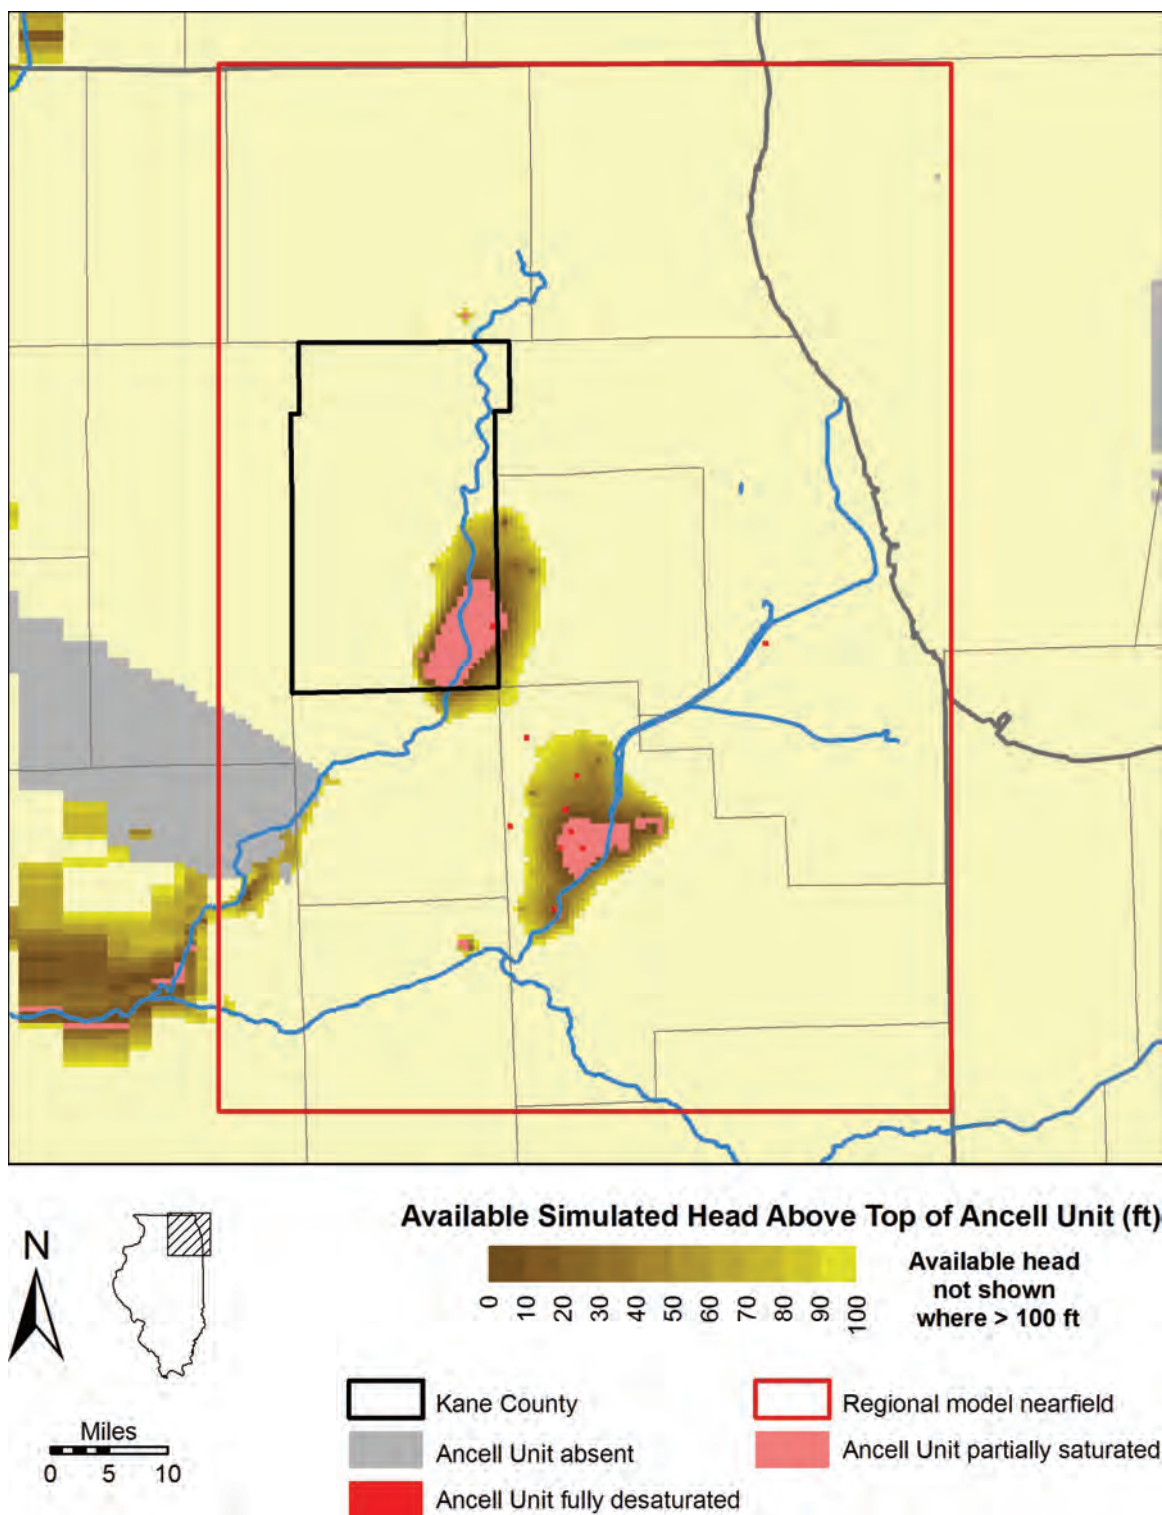 Available Simulated Head Above Top of Ancell Unit (ft)
N
Available head
not shown
where > 100 ft
0 10 20 30 40 50 60 70 80 90 100
Miles
0 5 10
Kane County
Regional model nearfield
Ancell Unit absent
Ancell Unit partially saturated
Ancell Unit fully desaturated